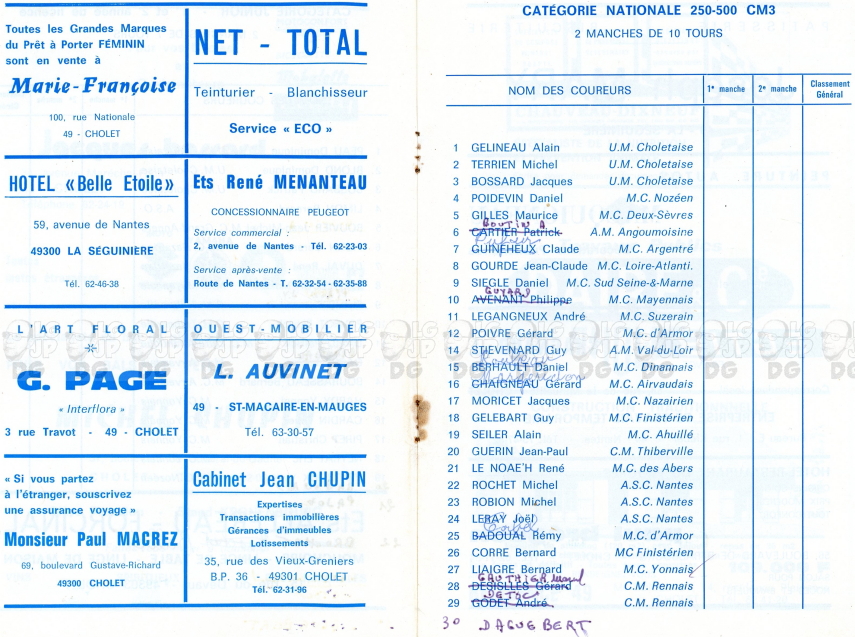 Toutes les Grandes Marques
du Prêt à Porter FÉMININ
sont en vente à
Marie-Françoise
100, rue Nationale
49 - CHOLET
NET - TOTAL
Teinturier - Blanchisseur
Service « ECO »
HOTEL «Belle Etoile»
59, avenue de Nantes
49300 LA SÉGUINIÈRE
Tél. 62-46-38
Ets René MENANTEAU
CONCESSIONNAIRE PEUGEOT
Service commercial :
2, avenue de Nantes - Tél. 62-23-03
Service après-vente :
Route de Nantes - T. 62-32-54 - 62-35-88
L'ART FLORAL
G. PAGE
« Interflora »
3 rue Travot - 49 - CHOLET
OUEST-MOBILIER
L. AUVINET
49 - ST-MACAIRE-EN-MAUGES
Tél. 63-30-57
« Si vous partez
à l'étranger, souscrivez
une assurance voyage »
Monsieur Paul MACREZ
69, boulevard Gustave-Richard
49300 CHOLET
Cabinet Jean CHUPIN
Expertises
Transactions immobilières
Gérances d'immeubles
Lotissements
35, rue des Vieux-Greniers
B.P. 36 - 49301 CHOLET
Tél. 62-31-96
CATÉGORIE NATIONALE 250-500 CM3
2 MANCHES DE 10 TOURS
NOM DES COUREURS 1e manche 2e manche Classement Général
1 GELINEAU Alain U.M. Choletaise
2 TERRIEN Michel U.M. Choletaise
3 BOSSARD Jacques U.M. Choletaise
4 POIDEVIN Daniel M.C. Nozéen
5 GILLES Maurice M.C. Deux-Sèvres
BOUTIN A.
6 CARTIER Patrick A.M. Angoumoisine
7 GUINEHEUX Claude M.C. Argentré
8 GOURDE Jean-Claude M.C. Loire-Atlanti.
9 SIEGLE Daniel M.C. Sud Seine-&-Marne
GUYARD
10 AVENANT Philippe M.C. Mayennais
11 LEGANGNEUX André M.C. Suzerain
12 POIVRE Gérard M.C. d'Armor
14 STIEVENARD Guy A.M. Val-du-Loir
15 BERHAULT Daniel M.C. Dinannais
16 CHAIGNEAU Gérard M.C. Airvaudais
17 MORICET Jacques M.C. Nazairien
18 GELEBART Guy M.C. Finistérien
19 SEILER Alain M.C. Ahuillé
20 GUERIN Jean-Paul C.M. Thiberville
21 LE NOAE'H René M.C. des Abers
22 ROCHET Michel A.S.C. Nantes
23 ROBION Michel A.S.C. Nantes
24 LERAY Joël A.S.C. Nantes
25 BADOUAL Rémy M.C. d'Armor
26 CORRE Bernard MC Finistérien
27 LIAIGRE Bernard M.C. Yonnais
GAUTHIER
28 DESISLLES Gérard C.M. Rennais
29 GODET André C.M. Rennais
30 DAGUEBERT
LG JP DG